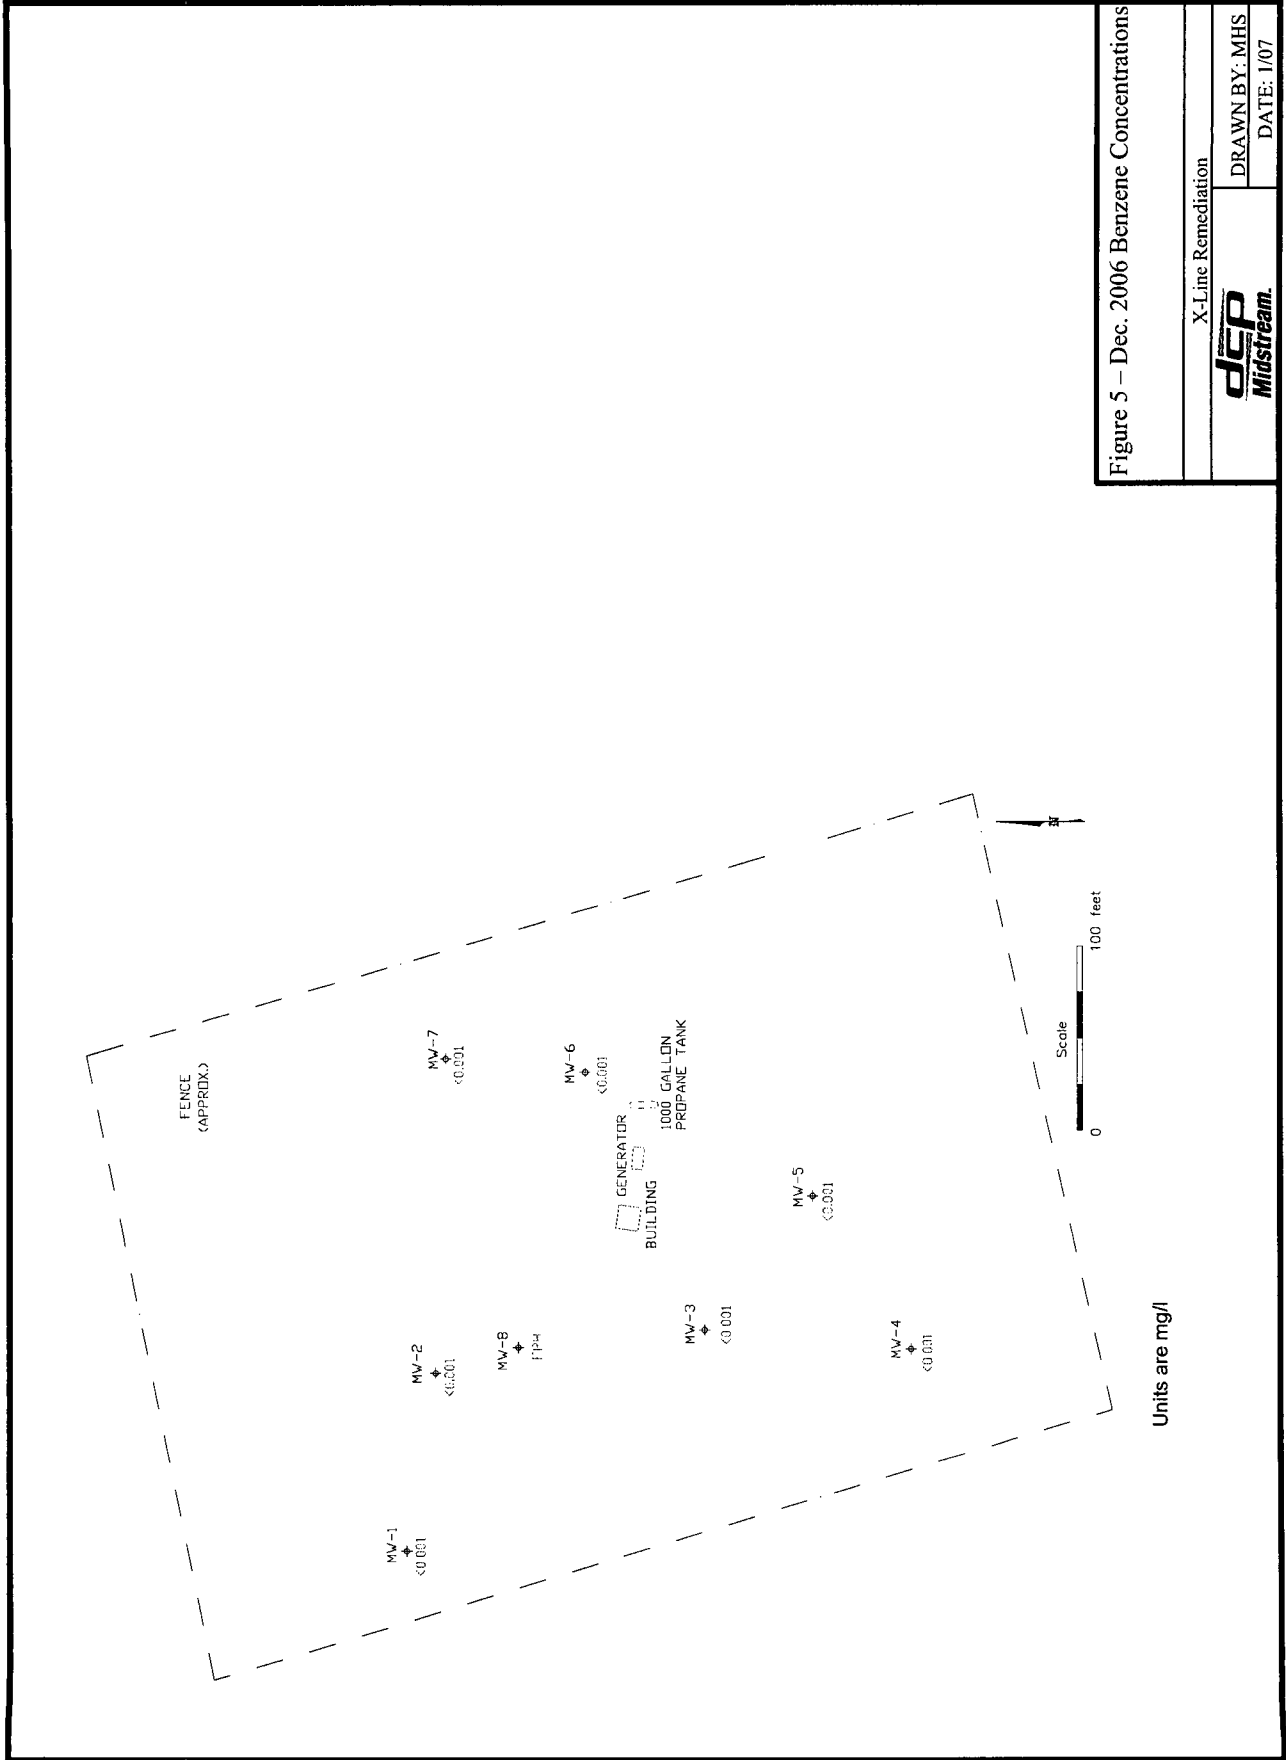 FENCE
(APPROX.)
MW-7
<0.001
MW-6
<0.001
GENERATOR
BUILDING
1000 GALLON
PROPANE TANK
MW-2
<0.001
MW-8
MW-1
<0.001
MW-3
<0.001
MW-5
<0.001
MW-4
<0.001
Scale
0
100 feet
N
Units are mg/l
Figure 5 – Dec. 2006 Benzene Concentrations
X-Line Remediation
dcp
Midstream.
DRAWN BY: MHS
DATE: 1/07